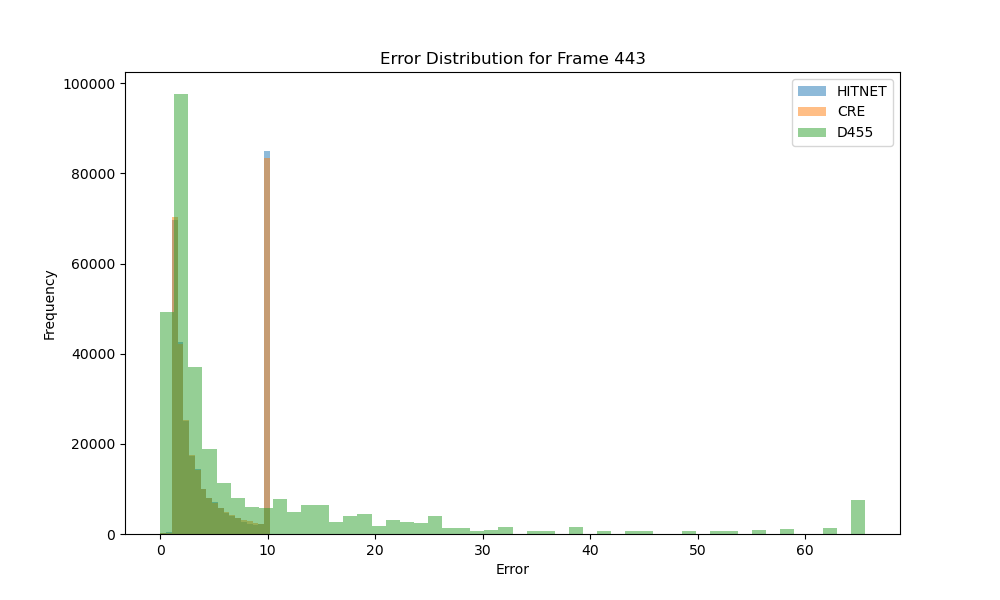 Error Distribution for Frame 443
HITNET
CRE
D455
100000
80000
60000
40000
20000
0
Frequency
0 10 20 30 40 50 60
Error